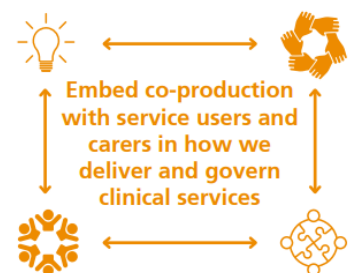 Embed co-production
with service users and
carers in how we
deliver and govern
clinical services